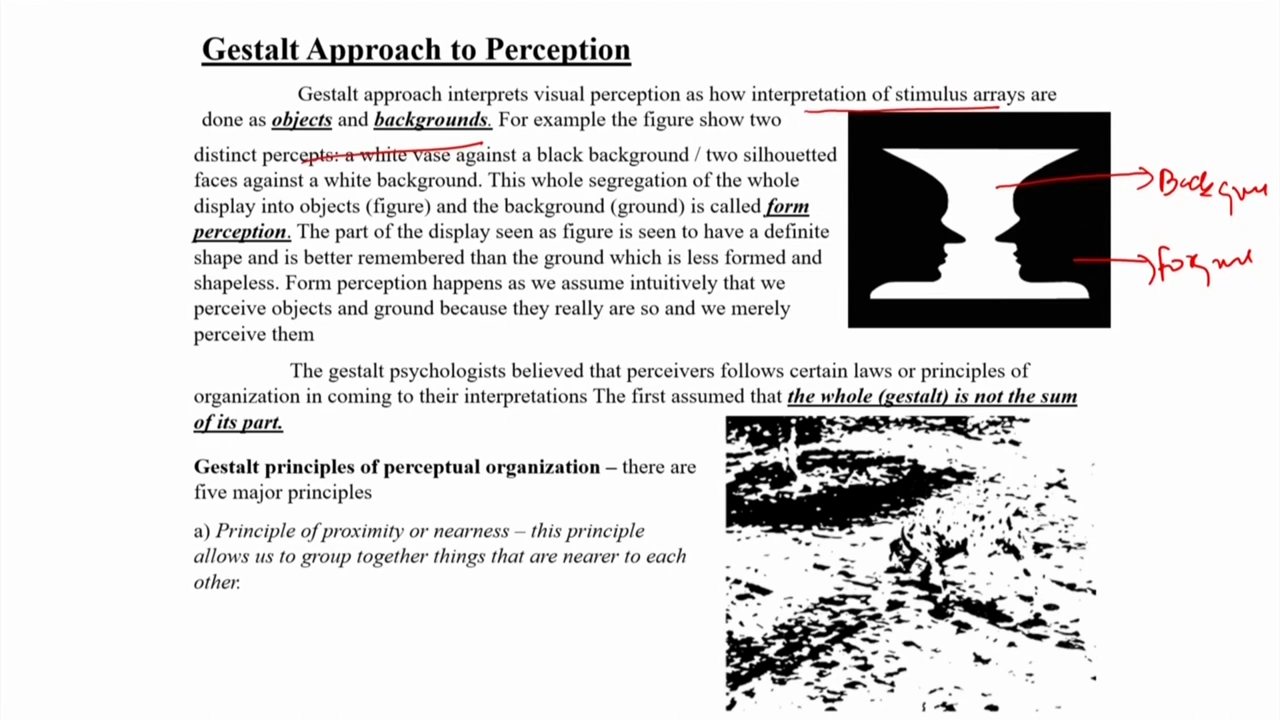 Gestalt Approach to Perception
Gestalt approach interprets visual perception as how interpretation of stimulus arrays are
done as objects and backgrounds. For example the figure show two
distinct percepts: a white vase against a black background / two silhouetted
faces against a white background. This whole segregation of the whole
display into objects (figure) and the background (ground) is called form
perception. The part of the display seen as figure is seen to have a definite
shape and is better remembered than the ground which is less formed and
shapeless. Form perception happens as we assume intuitively that we
perceive objects and ground because they really are so and we merely
perceive them
The gestalt psychologists believed that perceivers follows certain laws or principles of
organization in coming to their interpretations The first assumed that the whole (gestalt) is not the sum
of its part.
Gestalt principles of perceptual organization – there are
five major principles
a) Principle of proximity or nearness – this principle
allows us to group together things that are nearer to each
other.